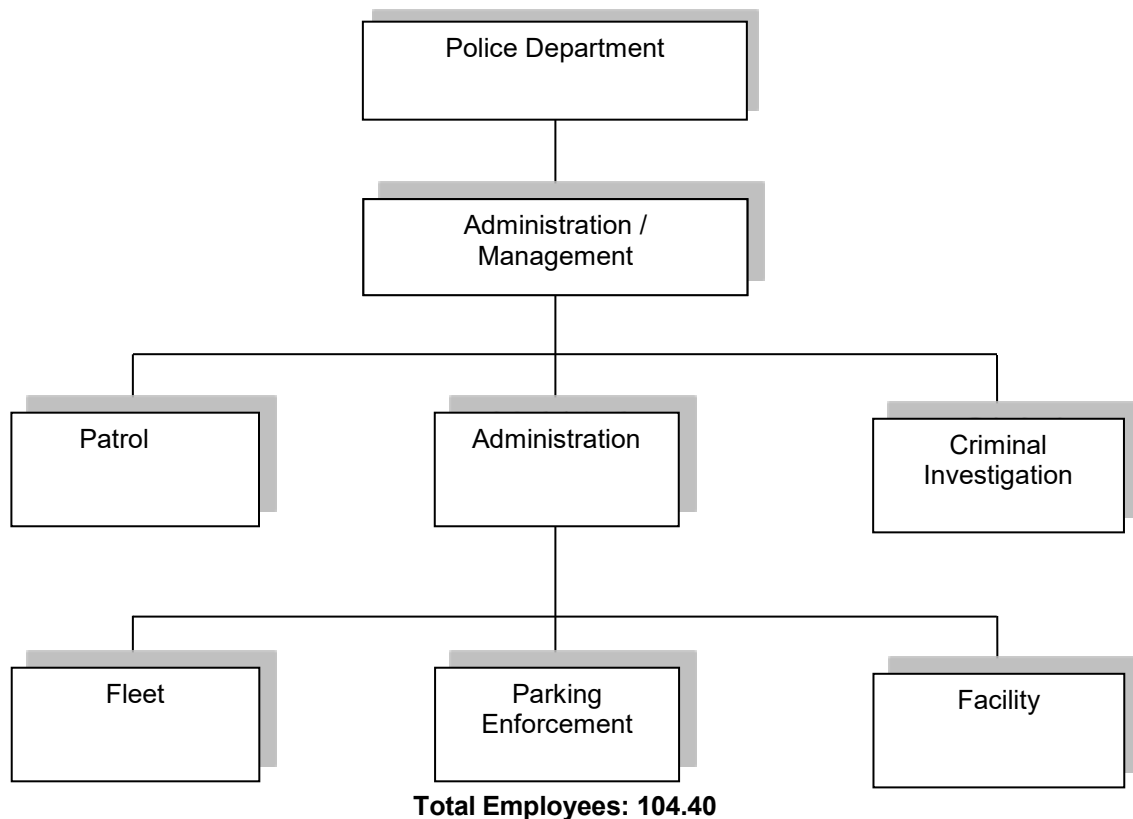 Police Department
Administration /
Management
Patrol
Administration
Criminal
Investigation
Fleet
Parking
Enforcement
Facility
Total Employees: 104.40